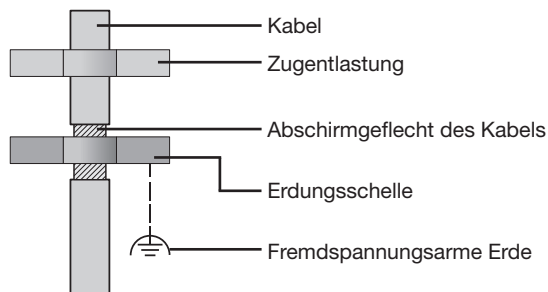 Kabel
Zugentlastung
Abschirmgeflecht des Kabels
Erdungsschelle
Fremdspannungsarme Erde